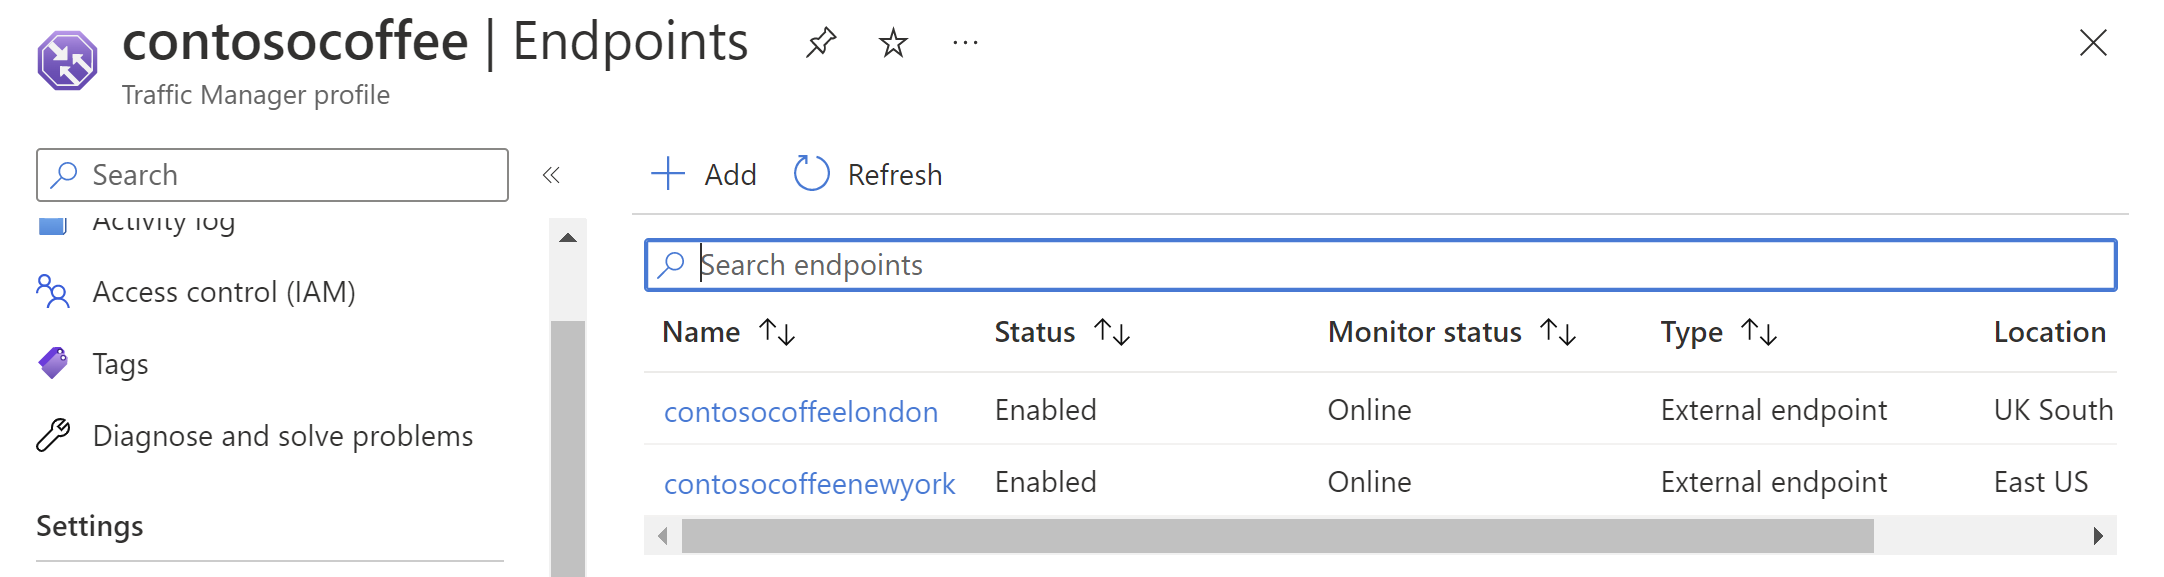 contosocoffee | Endpoints
Traffic Manager profile
Search
Activity log
Access control (IAM)
Tags
Diagnose and solve problems
Settings
Add Refresh
Search endpoints
Name Status Monitor status Type Location
contosocoffeelondon Enabled Online External endpoint UK South
contosocoffeenewyork Enabled Online External endpoint East US